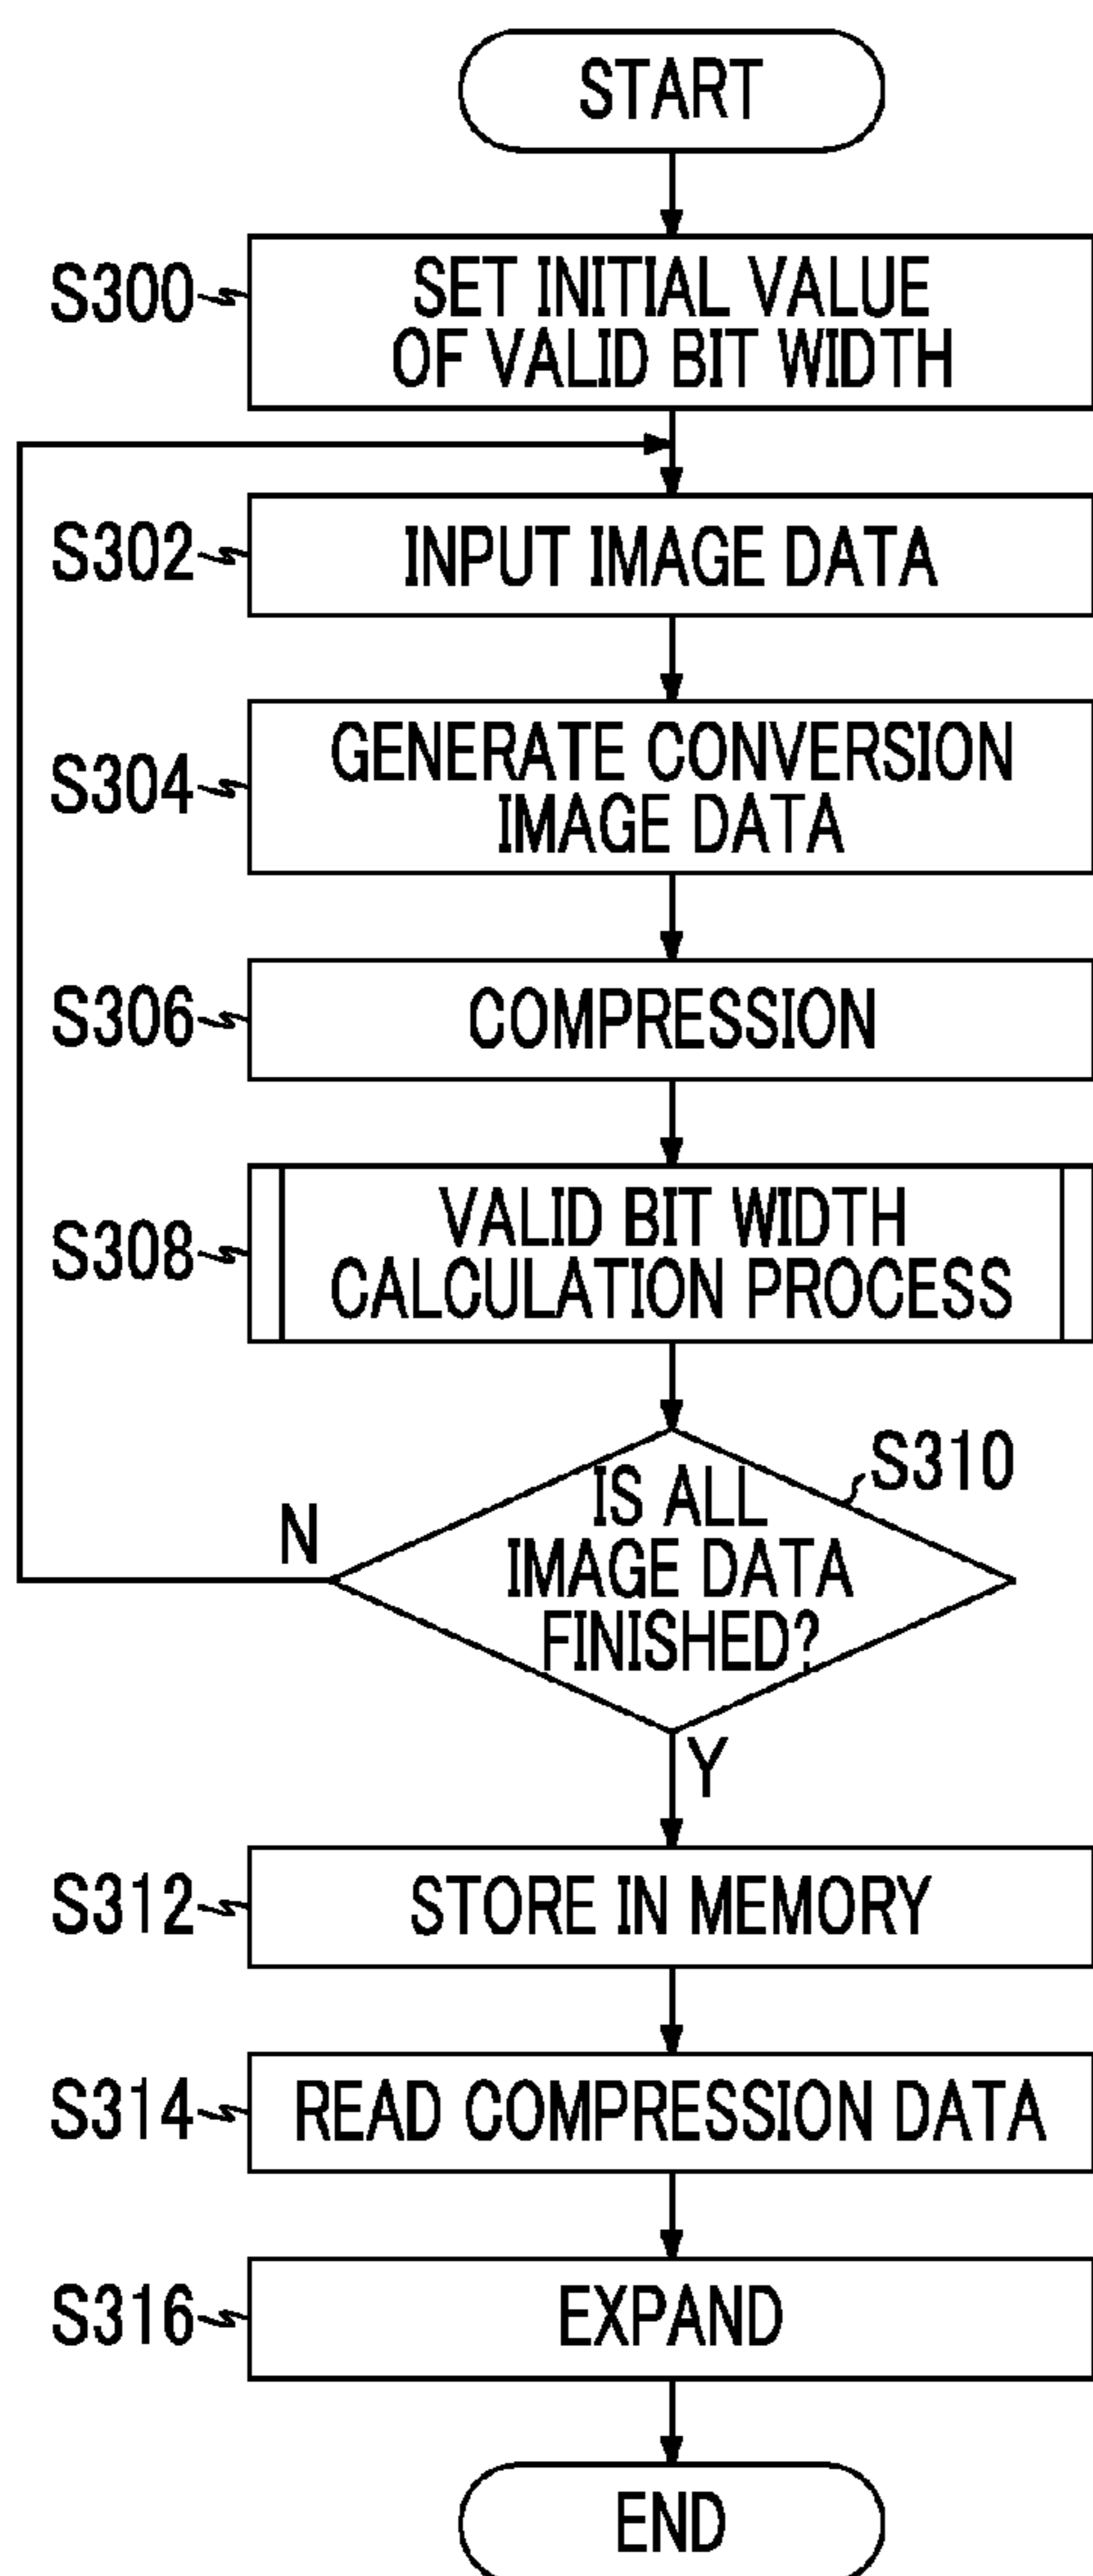 START
S300
SET INITIAL VALUE
OF VALID BIT WIDTH
S302
INPUT IMAGE DATA
S304
GENERATE CONVERSION
IMAGE DATA
S306
COMPRESSION
S308
VALID BIT WIDTH
CALCULATION PROCESS
S310
IS ALL
IMAGE DATA
FINISHED?
N
Y
S312
STORE IN MEMORY
S314
READ COMPRESSION DATA
S316
EXPAND
END